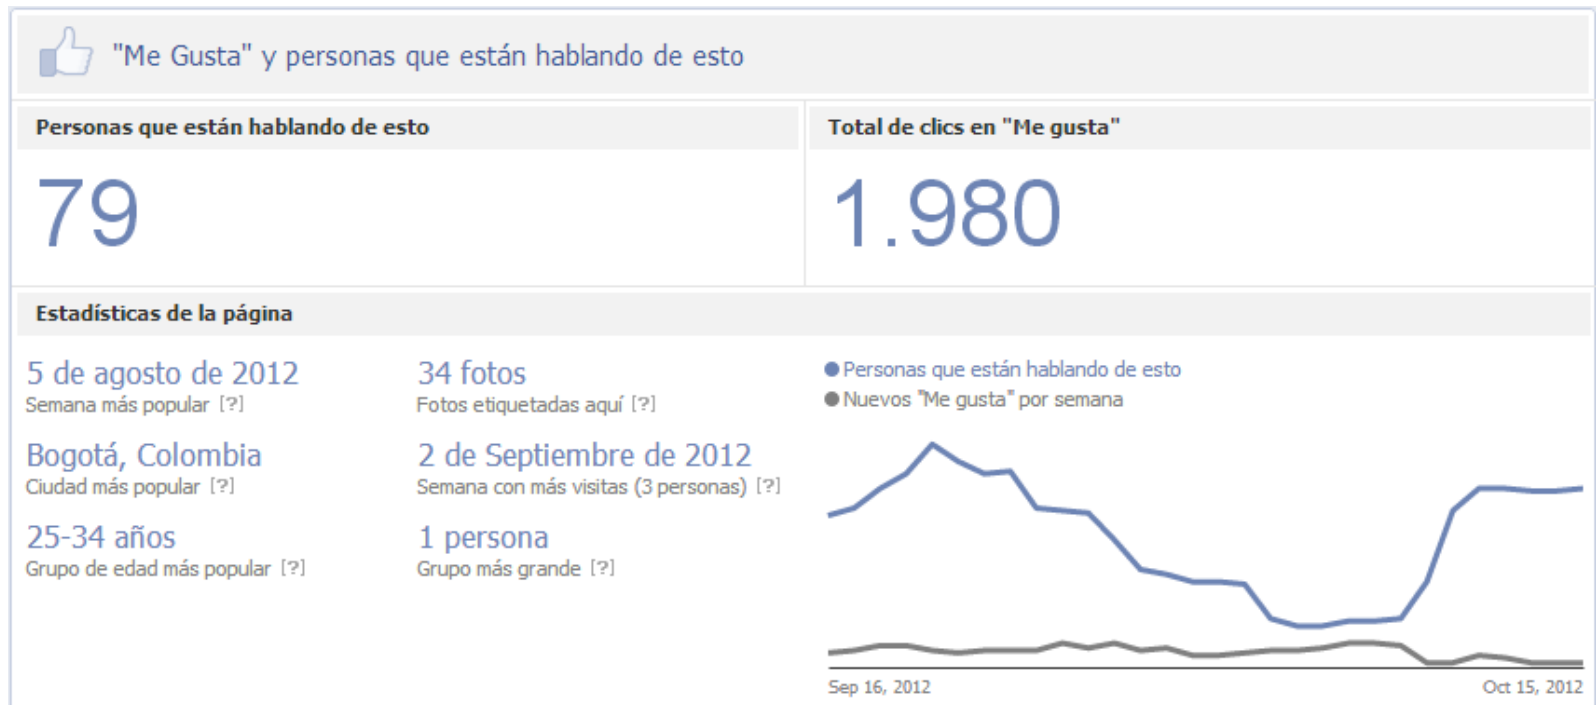 "Me Gusta" y personas que están hablando de esto
Personas que están hablando de esto
79
Total de clics en "Me gusta"
1.980
Estadísticas de la página
5 de agosto de 2012
Semana más popular [?]
34 fotos
Fotos etiquetadas aquí [?]
Bogotá, Colombia
Ciudad más popular [?]
2 de Septiembre de 2012
Semana con más visitas (3 personas) [?]
25-34 años
Grupo de edad más popular [?]
1 persona
Grupo más grande [?]
Personas que están hablando de esto
Nuevos "Me gusta" por semana
Sep 16, 2012
Oct 15, 2012